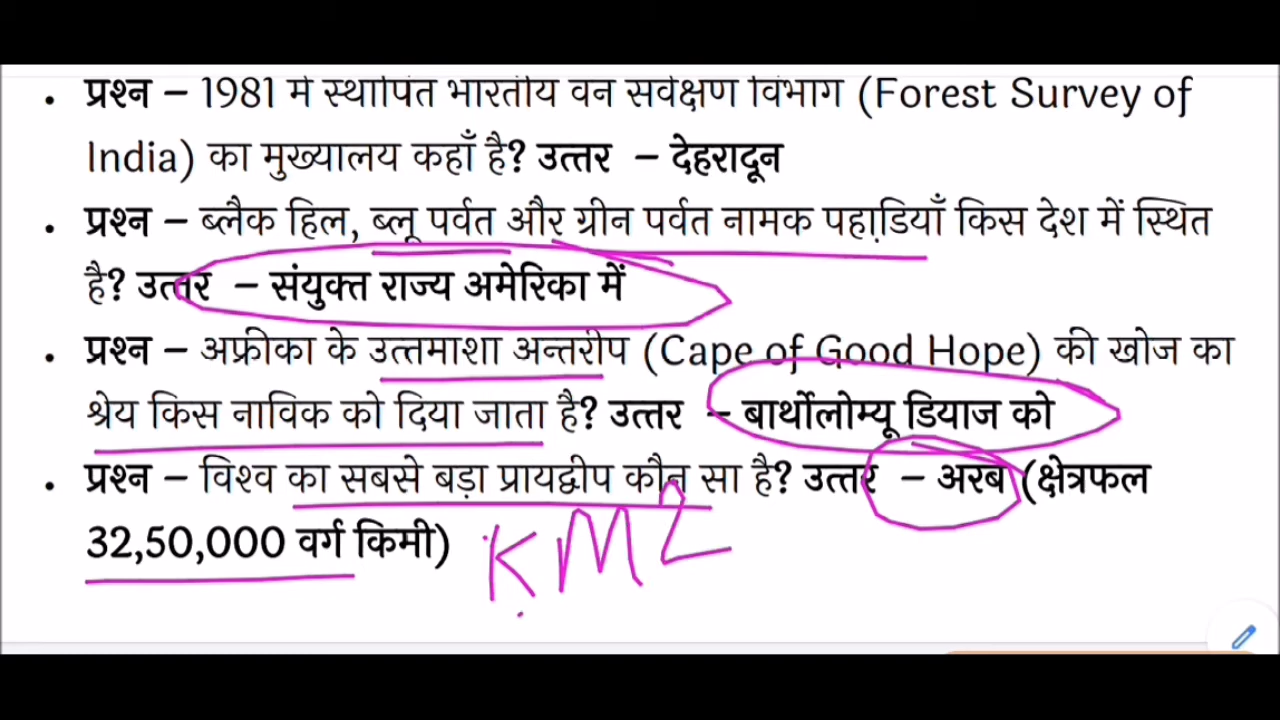 • प्रश्न – 1981 में स्थापित भारतीय वन सर्वेक्षण विभाग (Forest Survey of
India) का मुख्यालय कहाँ है? उत्तर – देहरादून
• प्रश्न – ब्लैक हिल, ब्लू पर्वत और ग्रीन पर्वत नामक पहाडियाँ किस देश में स्थित
है? उत्तर – संयुक्त राज्य अमेरिका में
• प्रश्न – अफ्रीका के उत्तमाशा अन्तरीप (Cape of Good Hope) की खोज का
श्रेय किस नाविक को दिया जाता है? उत्तर – बार्थोलोम्यू डियाज को
• प्रश्न – विश्व का सबसे बड़ा प्रायद्वीप कौन सा है? उत्तर – अरब (क्षेत्रफल
32,50,000 वर्ग किमी) KM2